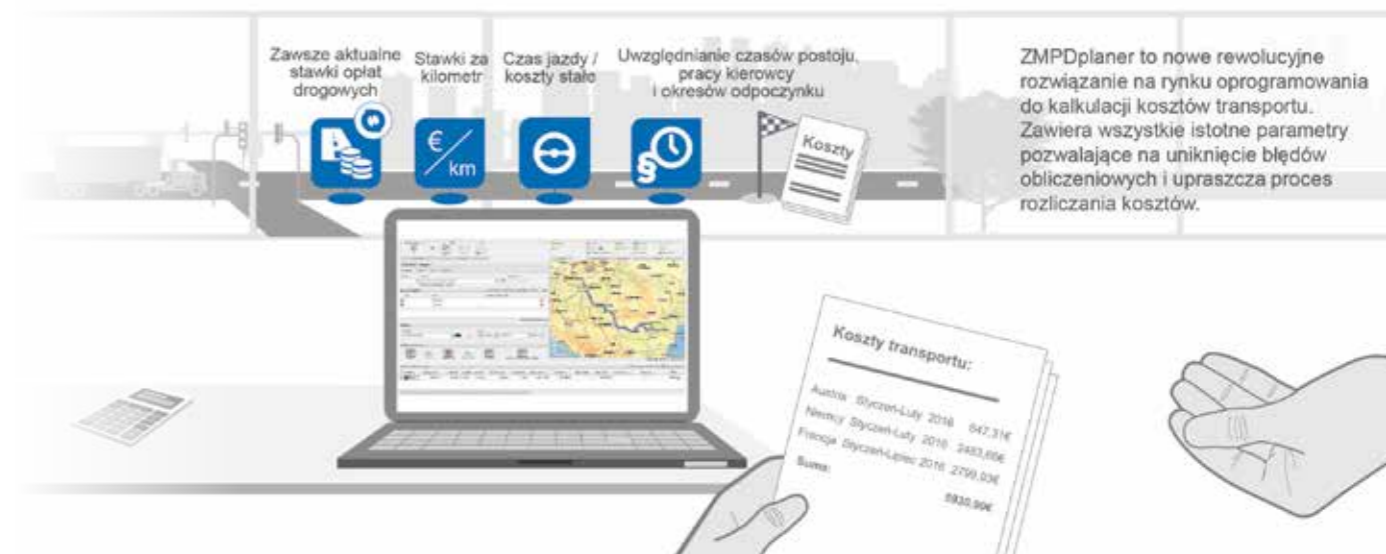 Zawsze aktualne
stawki opłat
drogowych
Stawki za
kilometr
Czas jazdy /
koszty stałe
Uwzględnianie czasów postoju,
pracy kierowcy
i okresów odpoczynku
€/km
§
Koszty
ZMPDplaner to nowe rewolucyjne
rozwiązanie na rynku oprogramowania
do kalkulacji kosztów transportu.
Zawiera wszystkie istotne parametry
pozwalające na uniknięcie błędów
obliczeniowych i upraszcza proces
rozliczania kosztów.
Koszty transportu:
Austria Styczeń-Luty 2016 647,31€
Niemcy Styczeń-Luty 2016 2483,66€
Francja Styczeń-Lipiec 2016 2799,93€
Suma:
5930,90€